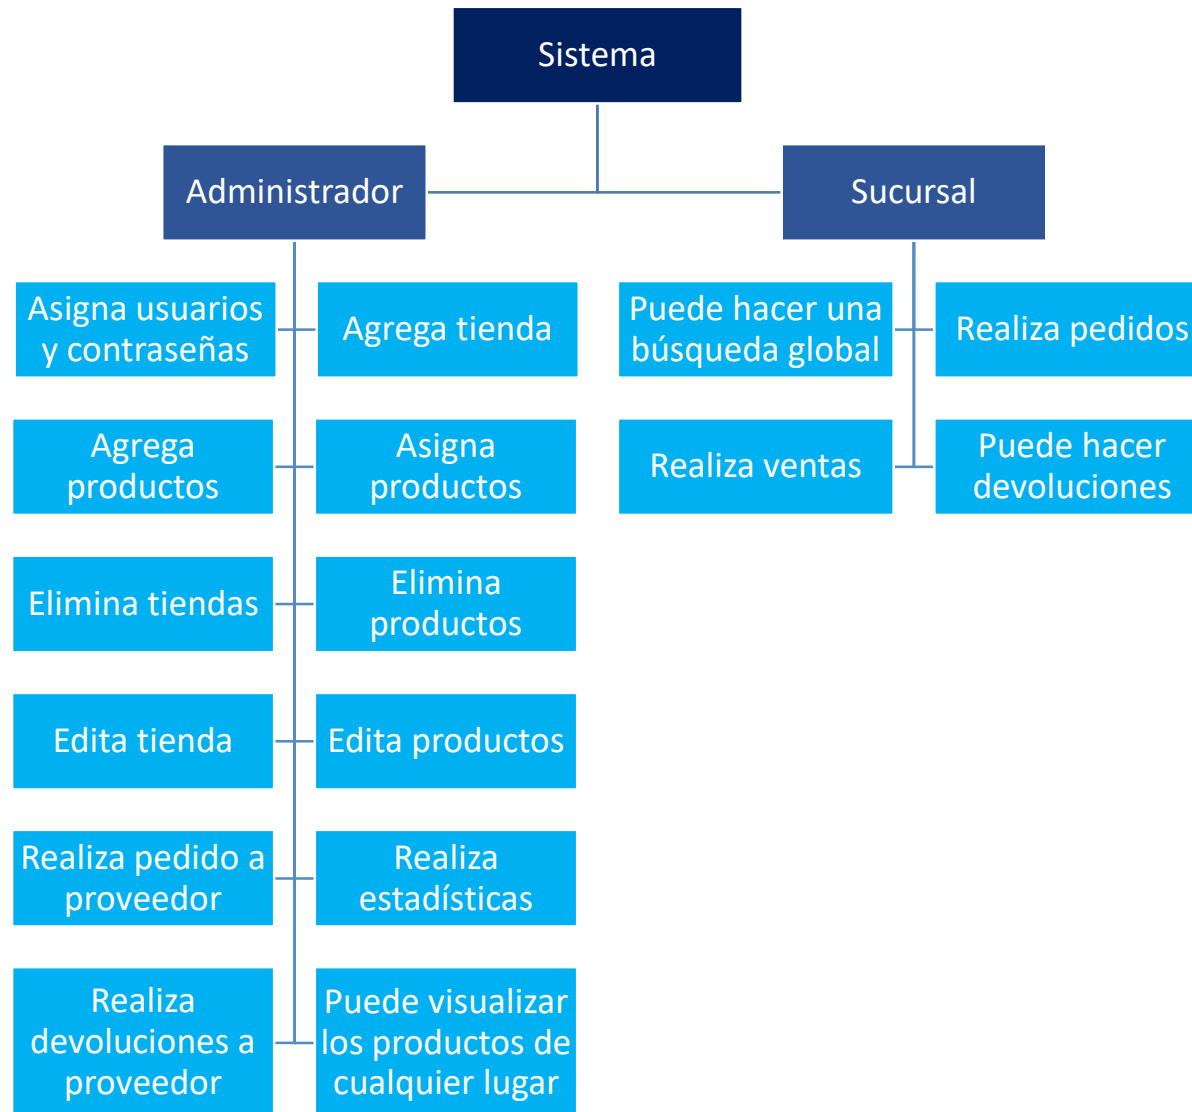 Sistema
Administrador
Sucursal
Asigna usuarios
y contraseñas
Agrega tienda
Puede hacer una
búsqueda global
Realiza pedidos
Agrega
productos
Asigna
productos
Realiza ventas
Puede hacer
devoluciones
Elimina tiendas
Elimina
productos
Edita tienda
Edita productos
Realiza pedido a
proveedor
Realiza
estadísticas
Realiza
devoluciones a
proveedor
Puede visualizar
los productos de
cualquier lugar